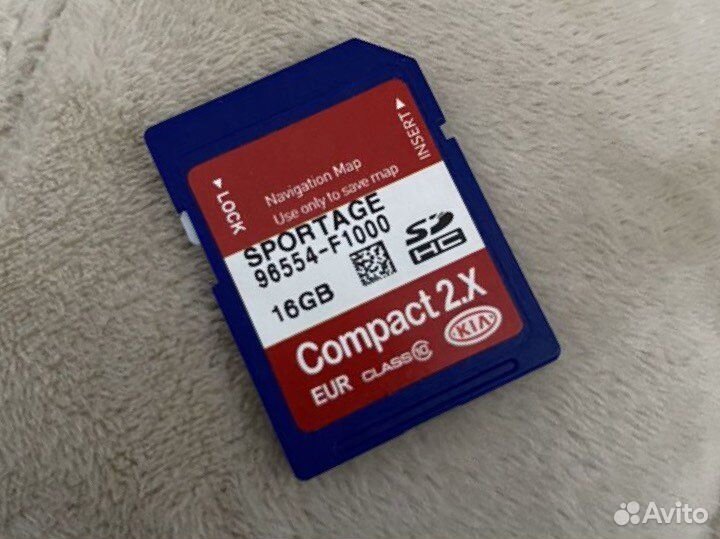 INSERT
LOCK
Navigation Map
Use only to save map
SPORTAGE
96554-F1000
SD
HC
16GB
Compact 2.X
KIA
EUR CLASS 10
Avito